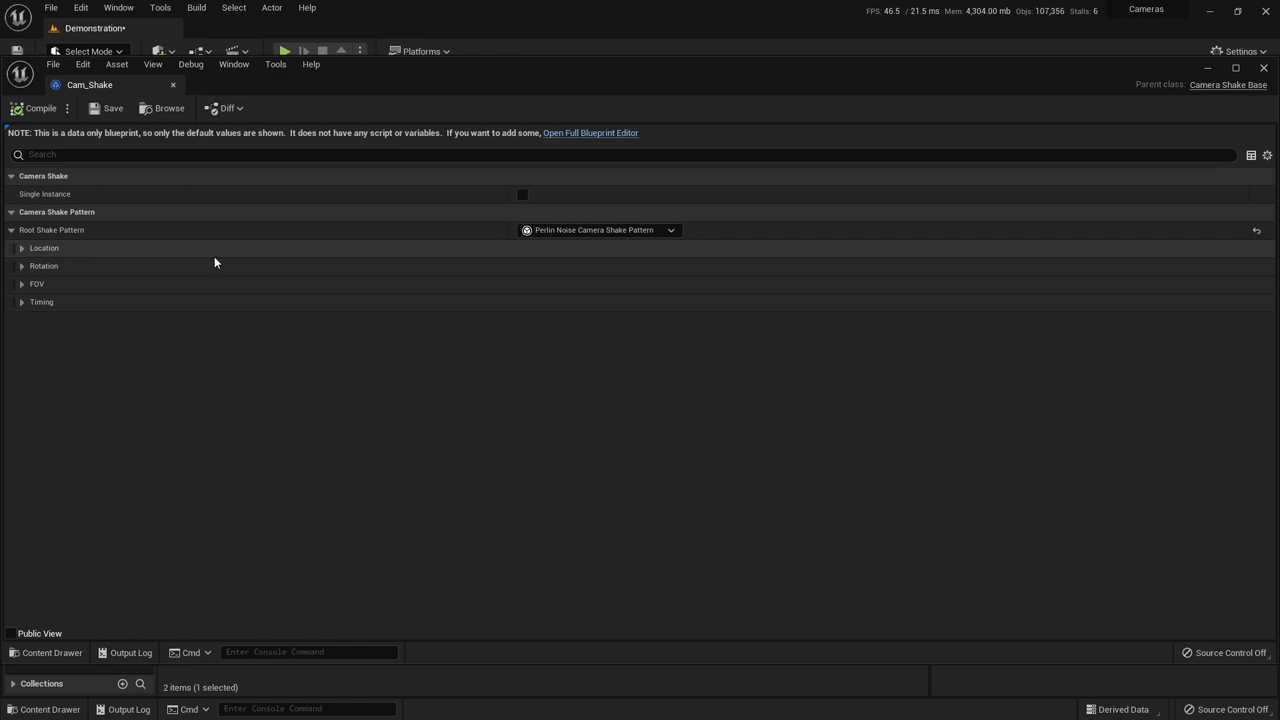 File Edit Window Tools Build Select Actor Help
FPS: 46.5 / 21.5 ms Mem: 4,304.00 mb Objs: 107,356 Stalls: 6 Cameras
Demonstration*
Select Mode Platforms Settings
File Edit Asset View Debug Window Tools Help
Cam_Shake Parent class: Camera Shake Base
Compile Save Browse Diff
NOTE: This is a data only blueprint, so only the default values are shown. It does not have any script or variables. If you want to add some, Open Full Blueprint Editor
Search
Camera Shake
Single Instance
Camera Shake Pattern
Root Shake Pattern Perlin Noise Camera Shake Pattern
Location
Rotation
FOV
Timing
Public View
Content Drawer Output Log Cmd Enter Console Command Source Control Off
Collections 2 items (1 selected)
Content Drawer Output Log Cmd Enter Console Command Derived Data Source Control Off